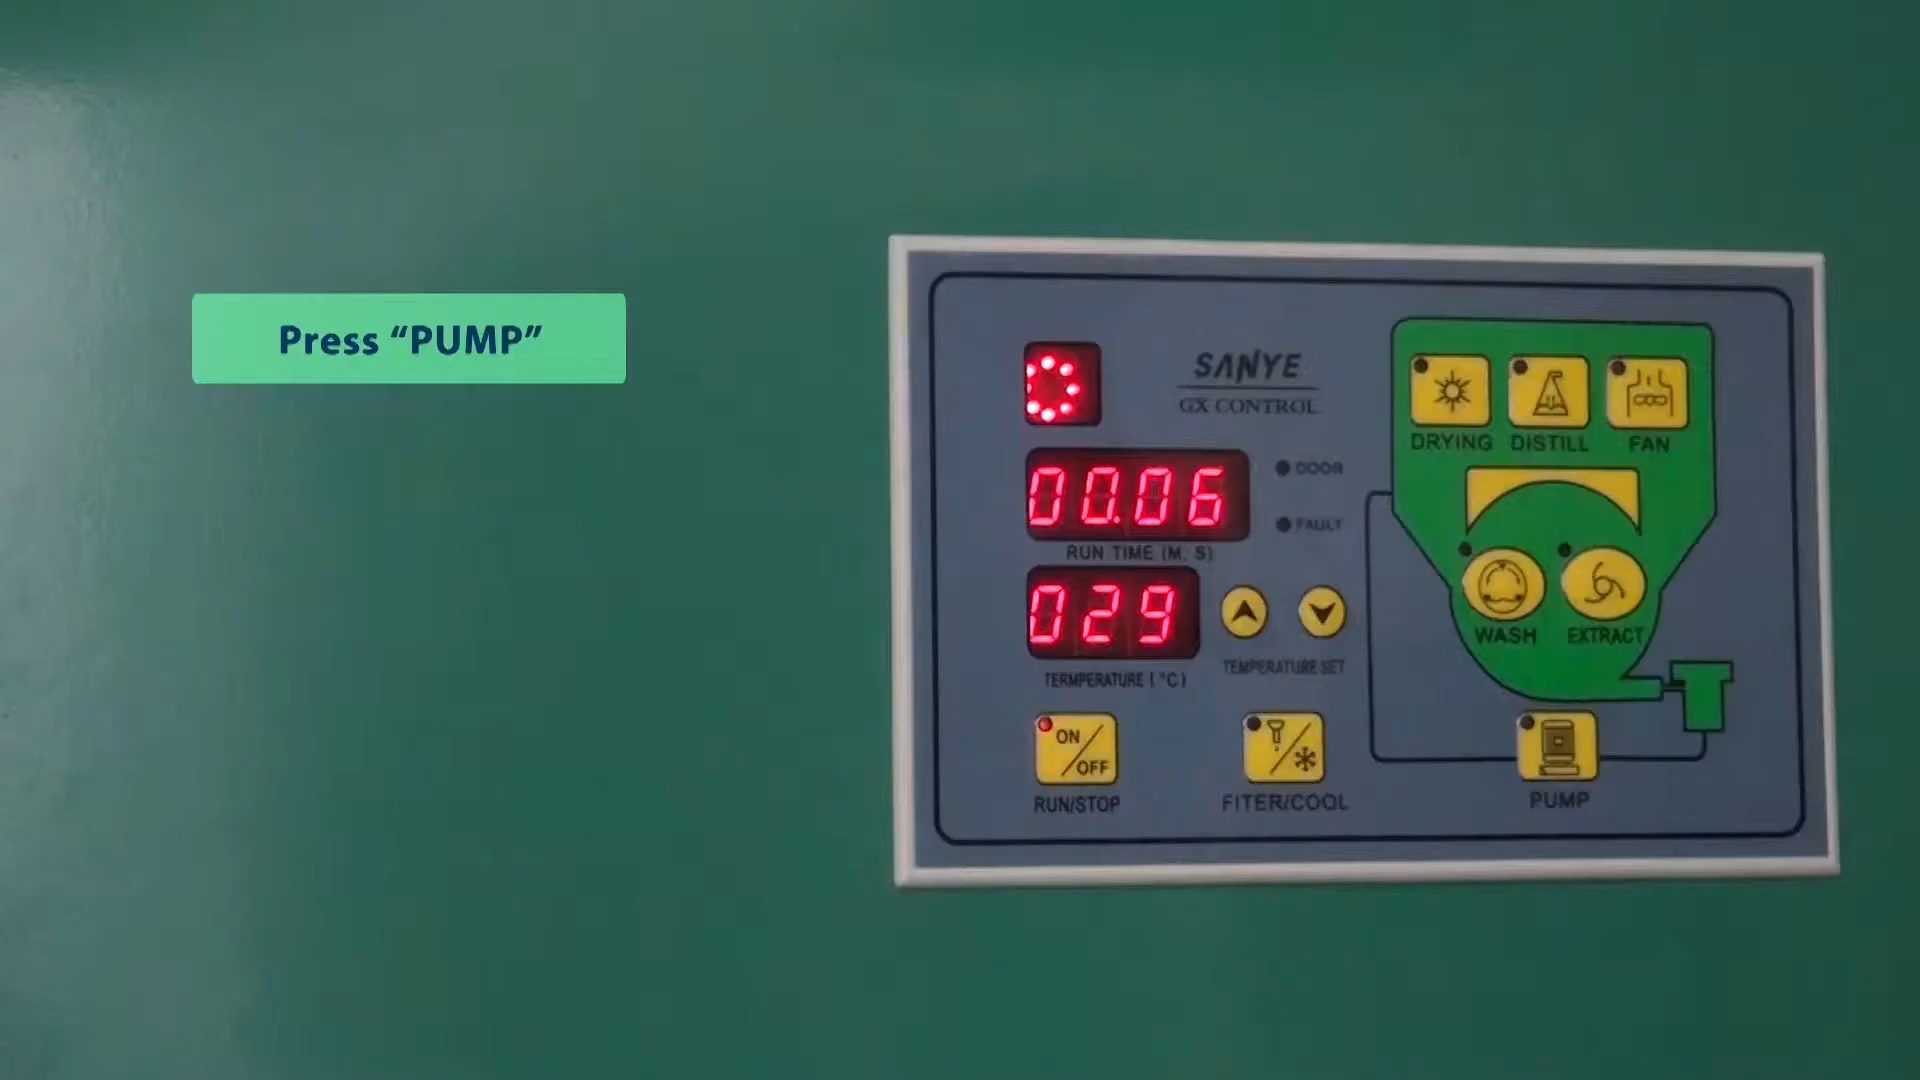 Press “PUMP”
SANYE
GX CONTROL
00.06
RUN TIME (M. S)
DOOR
FAULT
029
TERMPERATURE (°C)
TEMPERATURE SET
ON/OFF
RUN/STOP
FITER/COOL
DRYING
DISTILL
FAN
WASH
EXTRACT
PUMP